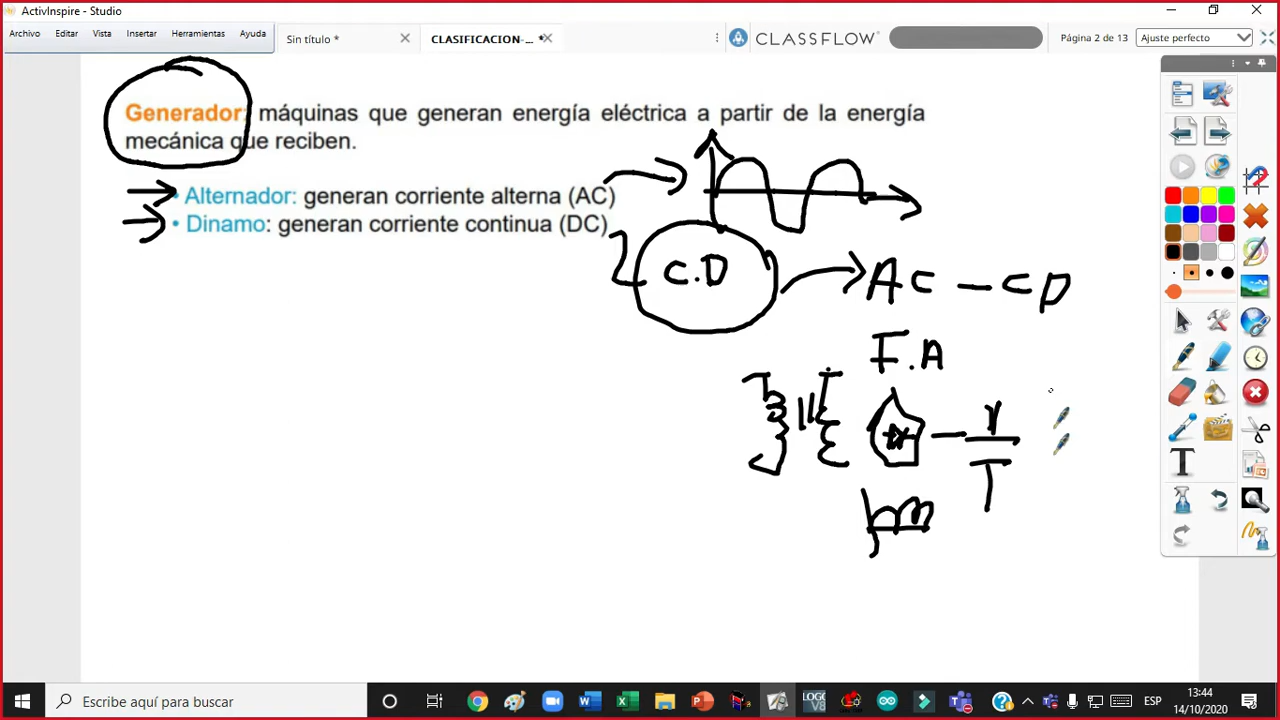 ActivInspire - Studio
Archivo Editar Vista Insertar Herramientas Ayuda
Sin título *
CLASIFICACION-... *
CLASSFLOW
Página 2 de 13
Ajuste perfecto
Generador: máquinas que generan energía eléctrica a partir de la energía
mecánica que reciben.
• Alternador: generan corriente alterna (AC)
• Dinamo: generan corriente continua (DC)
C.D
AC - CD
F.A
Escribe aquí para buscar
ESP
13:44
14/10/2020